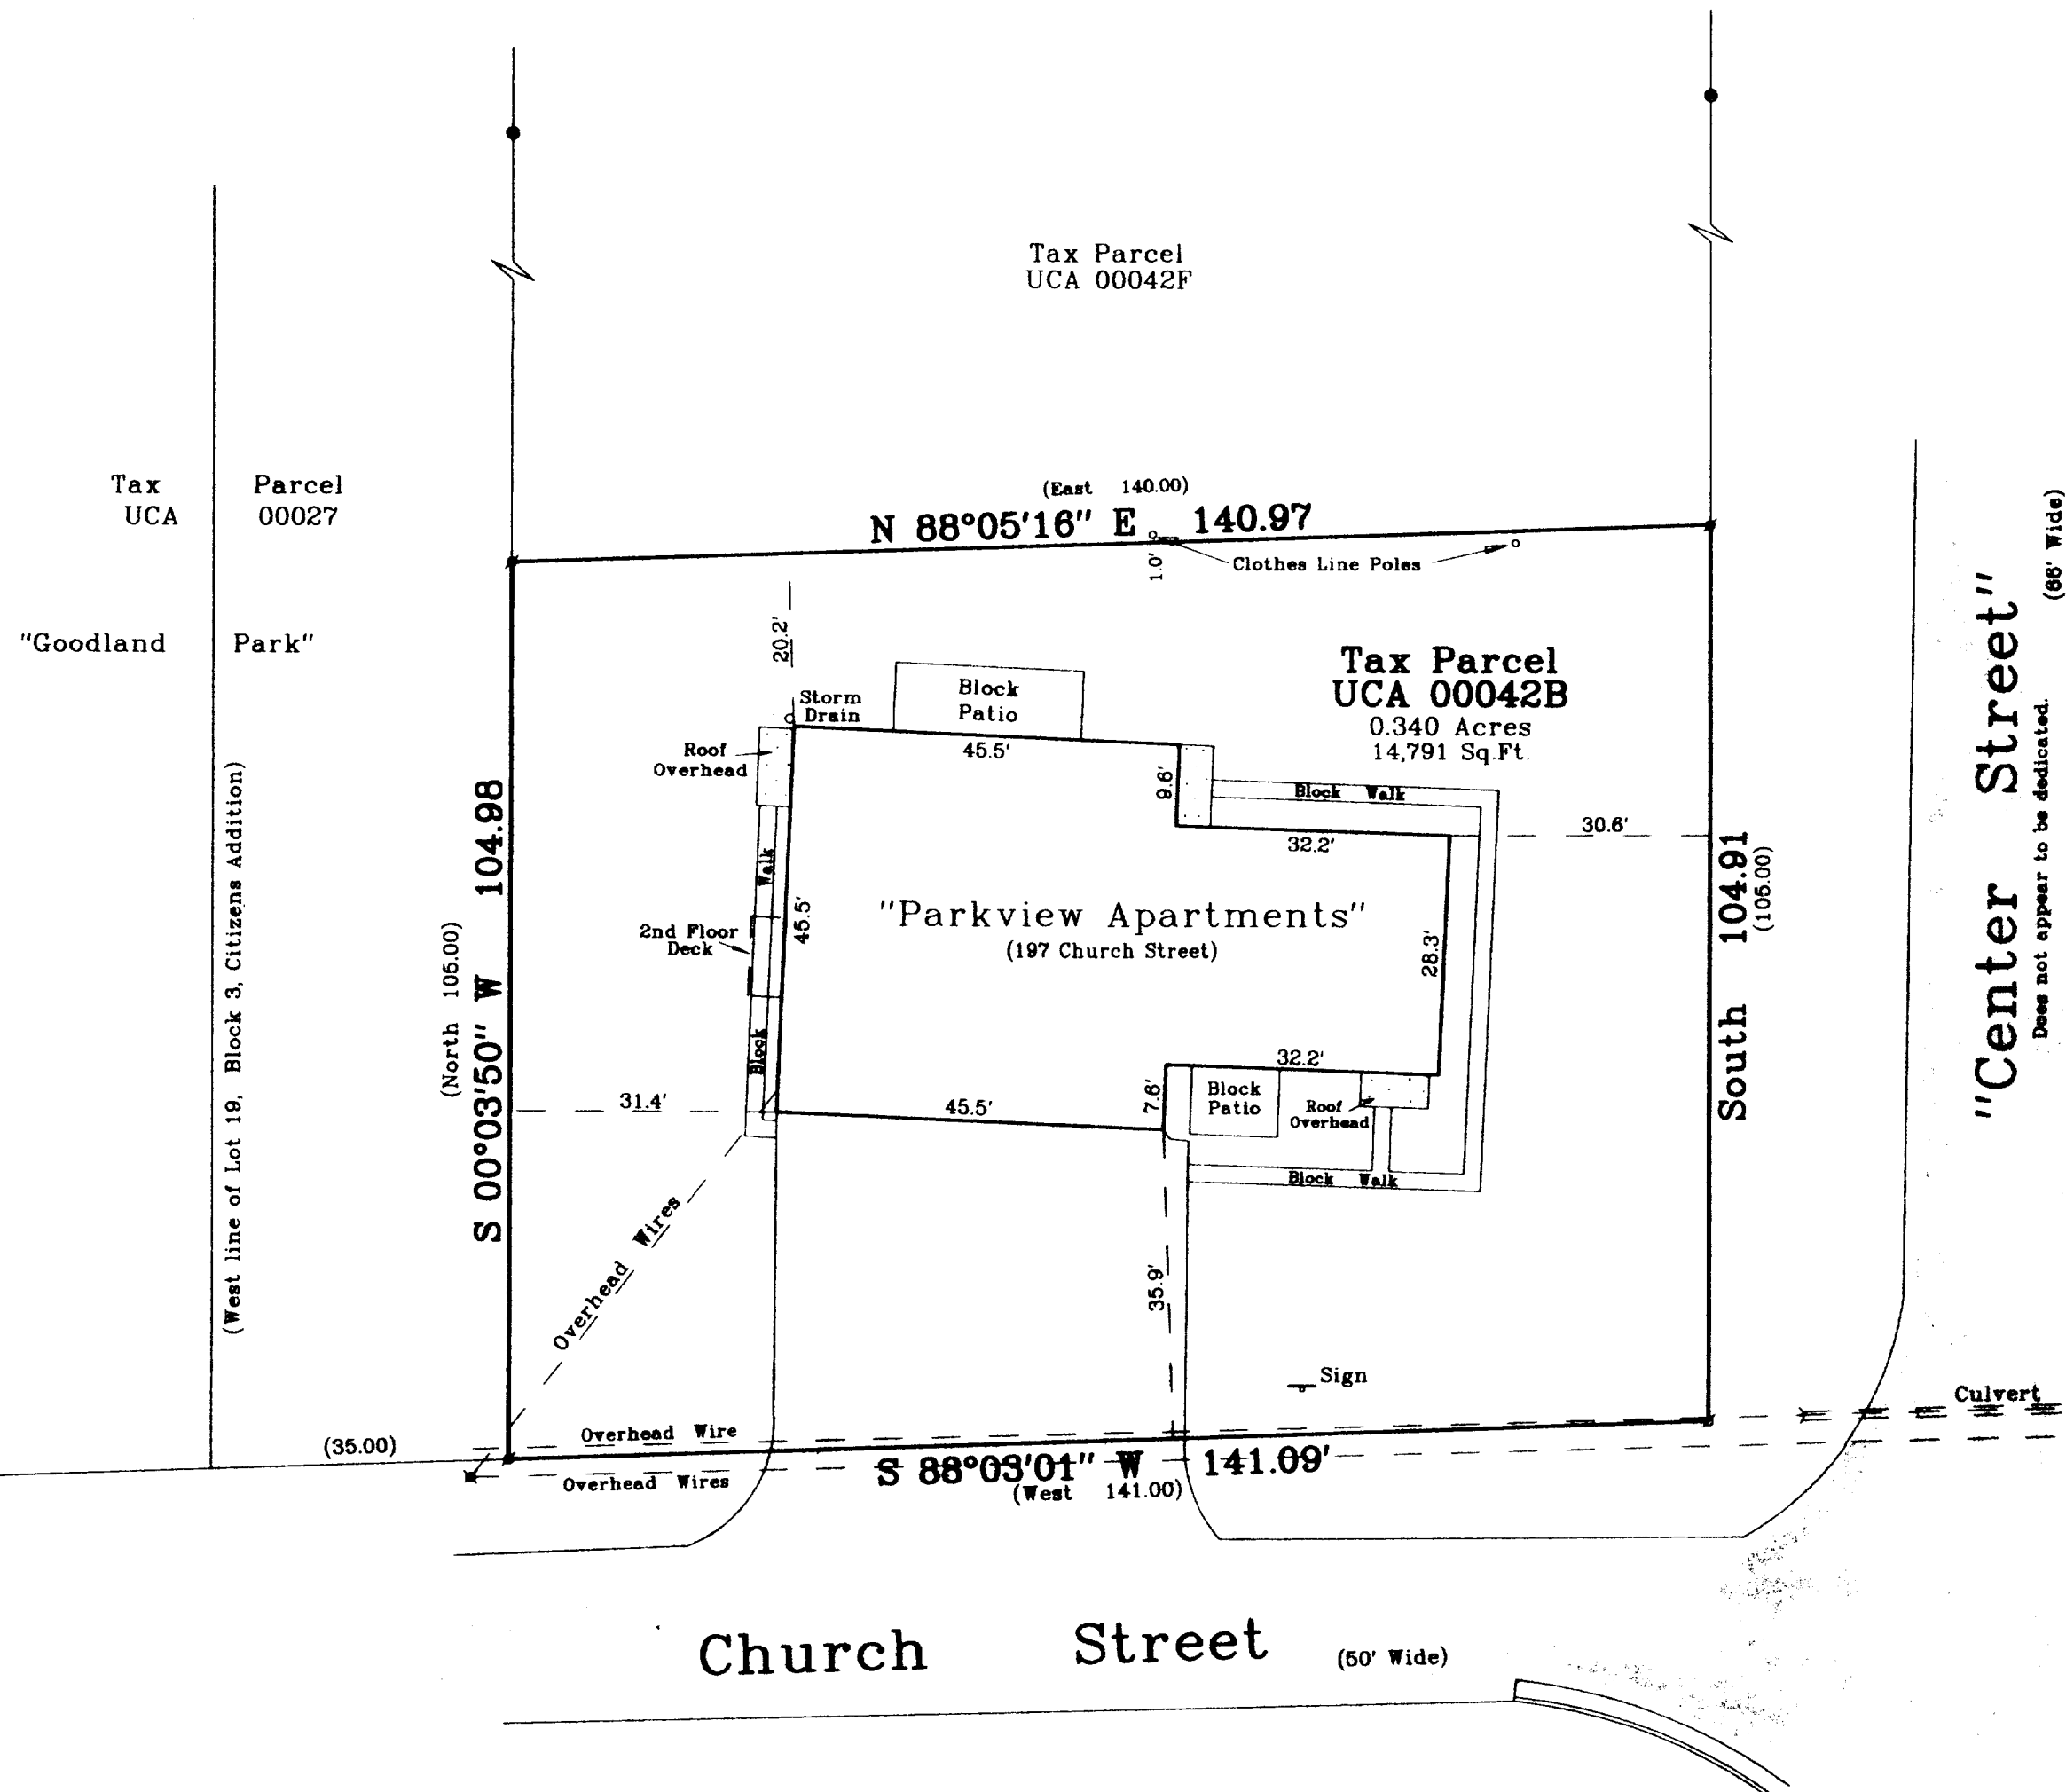 Tax Parcel
UCA 00042F
Tax Parcel
UCA 00027
"Goodland Park"
(West line of Lot 19, Block 3, Citizens Addition)
(East 140.00)
N 88°05'16" E 140.97
1.0'
Clothes Line Poles
20.2'
Storm
Drain
Block
Patio
Tax Parcel
UCA 00042B
0.340 Acres
14,791 Sq.Ft.
Roof
Overhead
45.5'
9.6'
Block Walk
32.2'
30.6'
"Parkview Apartments"
(197 Church Street)
2nd Floor
Deck
Block Walk
45.5'
28.3'
(North 105.00)
S 00°03'50" W 104.98
South 104.91
(105.00)
"Center Street"
(66' Wide)
Does not appear to be dedicated.
31.4'
45.5'
7.6'
32.2'
Block
Patio
Roof
Overhead
Block Walk
Overhead Wires
35.9'
Sign
Culvert
(35.00)
Overhead Wire
Overhead Wires
S 88°03'01" W 141.09'
(West 141.00)
Church Street (50' Wide)